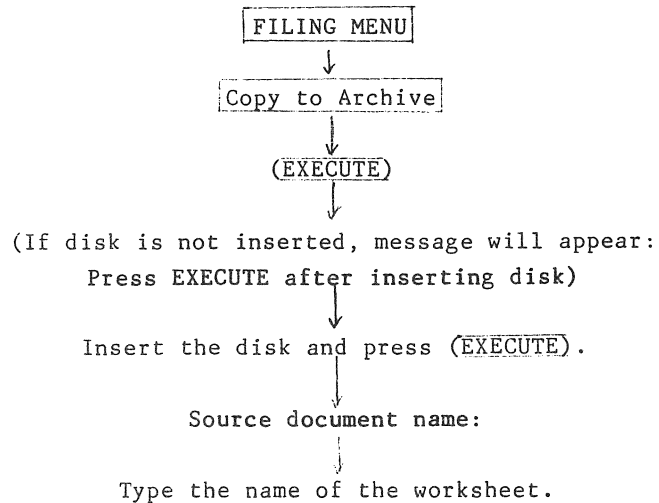 FILING MENU
Copy to Archive
(EXECUTE)
(If disk is not inserted, message will appear:
Press EXECUTE after inserting disk)
Insert the disk and press (EXECUTE).
Source document name:
Type the name of the worksheet.